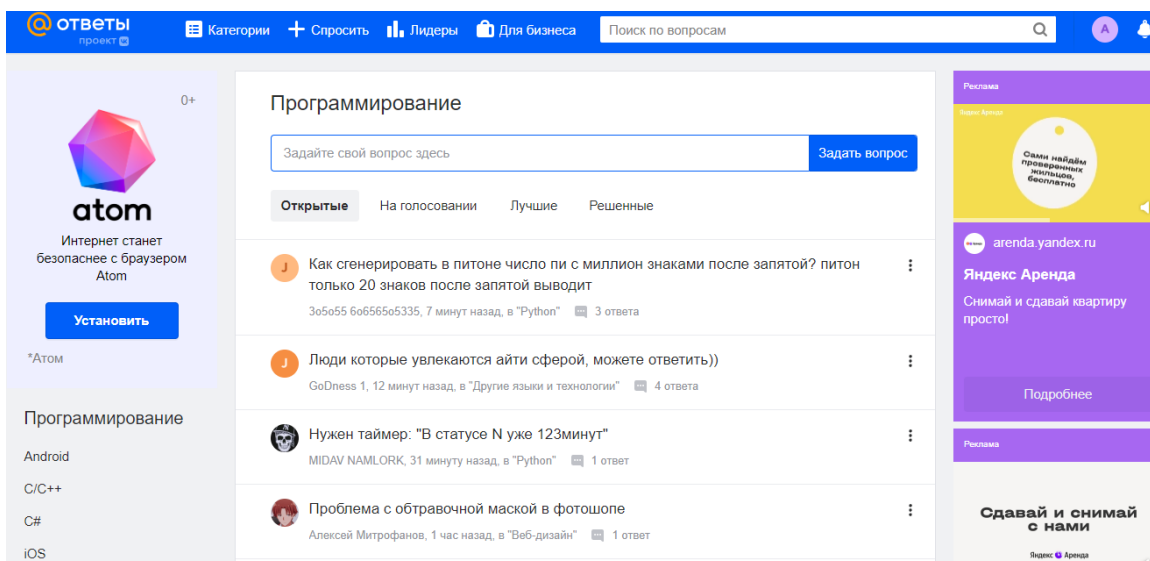 ответы
проект
Категории
Спросить
Лидеры
Для бизнеса
Поиск по вопросам
А
0+
atom
Интернет станет
безопаснее с браузером
Atom
Установить
*Атом
Программирование
Android
C/C++
C#
iOS
Программирование
Задайте свой вопрос здесь
Задать вопрос
Открытые
На голосовании
Лучшие
Решенные
J
Как сгенерировать в питоне число пи с миллион знаками после запятой? питон
только 20 знаков после запятой выводит
3o5o55 6o6565o5335, 7 минут назад, в "Python" 3 ответа
J
Люди которые увлекаются айти сферой, можете ответить))
GoDness 1, 12 минут назад, в "Другие языки и технологии" 4 ответа
Нужен таймер: "В статусе N уже 123минут"
MIDAV NAMLORK, 31 минуту назад, в "Python" 1 ответ
Проблема с обтравочной маской в фотошопе
Алексей Митрофанов, 1 час назад, в "Веб-дизайн" 1 ответ
Реклама
Яндекс Аренда
Сами найдём
проверенных
жильцов,
бесплатно
arenda.yandex.ru
Яндекс Аренда
Снимай и сдавай квартиру
просто!
Подробнее
Реклама
Сдавай и снимай
с нами
Яндекс Аренда